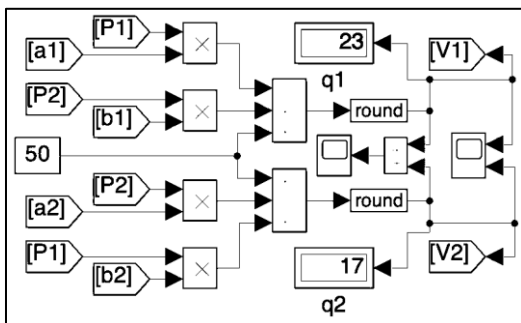 [P1]
[a1]
23
[V1]
q1
[P2]
[b1]
round
50
[P2]
[a2]
round
[P1]
[b2]
17
[V2]
q2